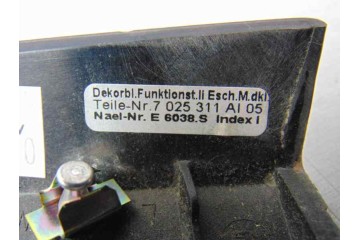 Dekorbl.Funktionst.li Esch.M.dkl
Teile-Nr.7 025 311 AI 05
Nael-Nr. E 6038.S Index I